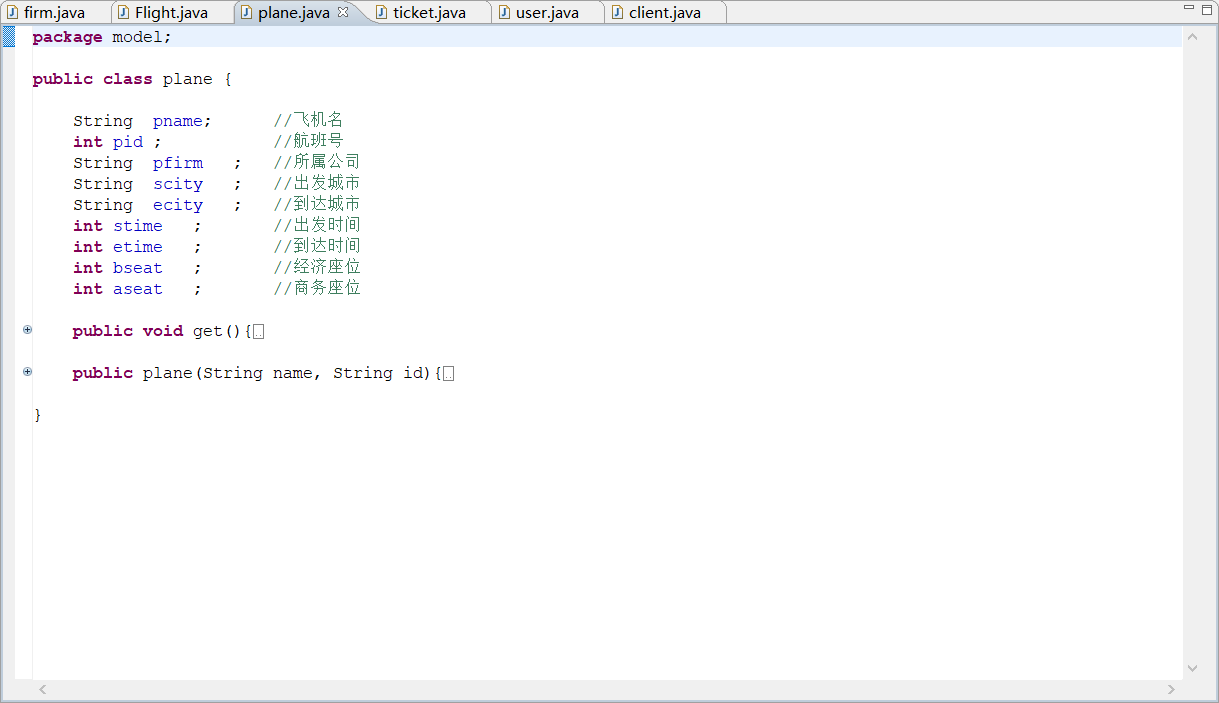 firm.java Flight.java plane.java ticket.java user.java client.java
package model;
public class plane {
String pname; //飞机名
int pid ; //航班号
String pfirm ; //所属公司
String scity ; //出发城市
String ecity ; //到达城市
int stime ; //出发时间
int etime ; //到达时间
int bseat ; //经济座位
int aseat ; //商务座位
public void get(){
public plane(String name, String id){
}